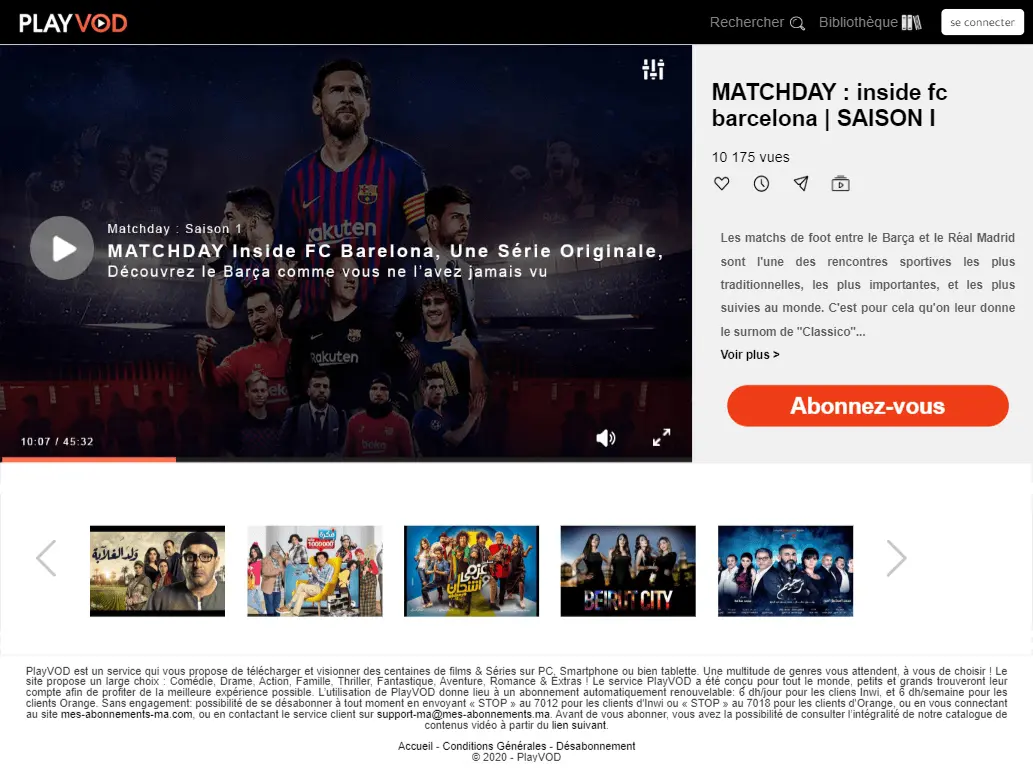 PLAYVOD
Rechercher
Bibliothèque
se connecter
MATCHDAY : inside fc
barcelona | SAISON I
10 175 vues
Matchday : Saison 1
MATCHDAY Inside FC Barelona, Une Série Originale,
Découvrez le Barça comme vous ne l'avez jamais vu
Rakuten
Rakuten
beko
10:07 / 45:32
Les matchs de foot entre le Barça et le Réal Madrid
sont l'une des rencontres sportives les plus
traditionnelles, les plus importantes, et les plus
suivies au monde. C'est pour cela qu'on leur donne
le surnom de "Classico"...
Voir plus >
Abonnez-vous
ولد الغلابة
فكرة
1000000
BEIRUT CITY
PlayVOD est un service qui vous propose de télécharger et visionner des centaines de films & Séries sur PC, Smartphone ou bien tablette. Une multitude de genres vous attendent, à vous de choisir ! Le
site propose un large choix : Comédie, Drame, Action, Famille, Thriller, Fantastique, Aventure, Romance & Extras ! Le service PlayVOD a été conçu pour tout le monde, petits et grands trouveront leur
compte afin de profiter de la meilleure expérience possible. L'utilisation de PlayVOD donne lieu à un abonnement automatiquement renouvelable: 6 dh/jour pour les cliens Inwi, et 6 dh/semaine pour les
clients Orange. Sans engagement: possibilité de se désabonner à tout moment en envoyant « STOP » au 7012 pour les clients d'Inwi ou « STOP » au 7018 pour les clients d'Orange, ou en vous connectant
au site mes-abonnements-ma.com, ou en contactant le service client sur support-ma@mes-abonnements.ma. Avant de vous abonner, vous avez la possibilité de consulter l'intégralité de notre catalogue de
contenus vidéo à partir du lien suivant.
Accueil - Conditions Générales - Désabonnement
© 2020 - PlayVOD